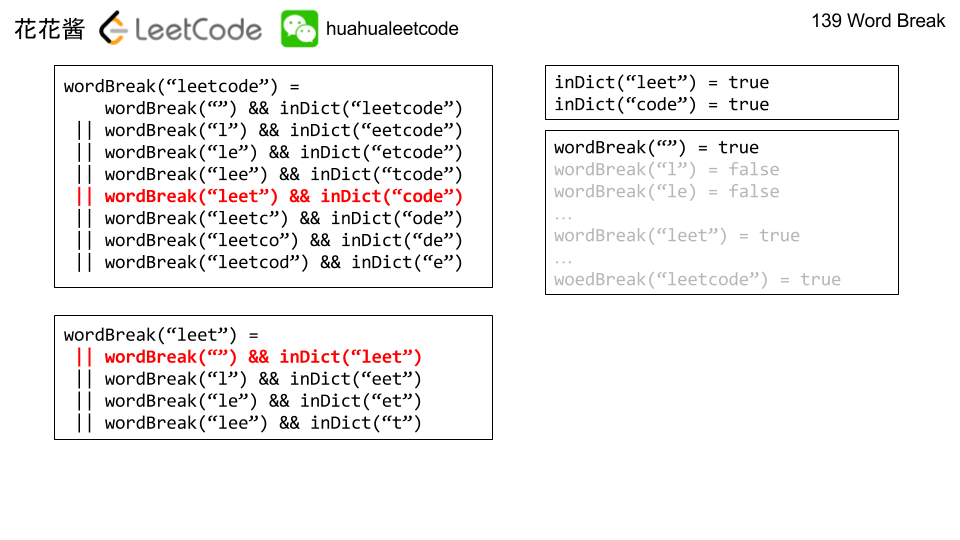 花花酱 LeetCode huahualeetcode
139 Word Break
wordBreak(“leetcode”) =
wordBreak(“”) && inDict(“leetcode”)
|| wordBreak(“l”) && inDict(“eetcode”)
|| wordBreak(“le”) && inDict(“etcode”)
|| wordBreak(“lee”) && inDict(“tcode”)
|| wordBreak(“leet”) && inDict(“code”)
|| wordBreak(“leetc”) && inDict(“ode”)
|| wordBreak(“leetco”) && inDict(“de”)
|| wordBreak(“leetcod”) && inDict(“e”)
wordBreak(“leet”) =
|| wordBreak(“”) && inDict(“leet”)
|| wordBreak(“l”) && inDict(“eet”)
|| wordBreak(“le”) && inDict(“et”)
|| wordBreak(“lee”) && inDict(“t”)
inDict(“leet”) = true
inDict(“code”) = true
wordBreak(“”) = true
wordBreak(“l”) = false
wordBreak(“le) = false
…
wordBreak(“leet”) = true
…
woedBreak(“leetcode”) = true